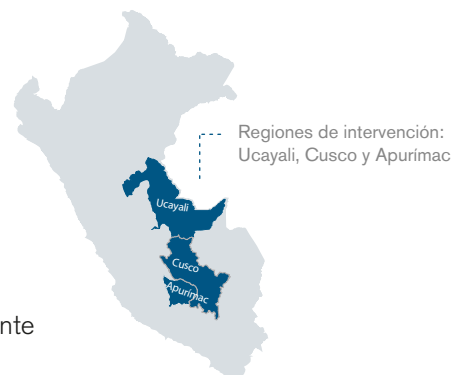 Regiones de intervención:
Ucayali, Cusco y Apurímac
Ucayali
Cusco
Apurímac
nte